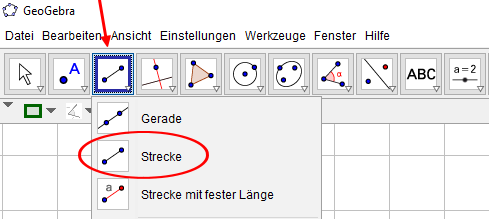 GeoGebra
Datei Bearbeiten Ansicht Einstellungen Werkzeuge Fenster Hilfe
A α ABC a=2
Gerade
Strecke
a Strecke mit fester Länge